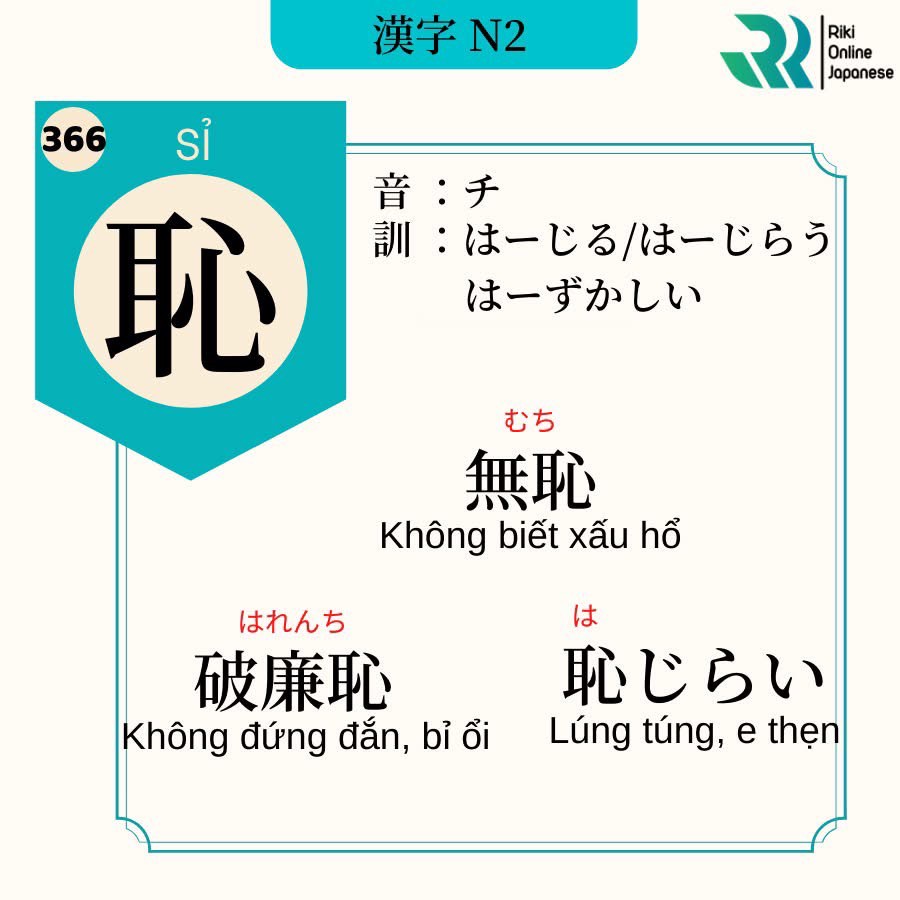 漢字 N2
Riki
Online
Japanese
366
SỈ
恥
音 ：チ
訓 ：はーじる/はーじらう
はーずかしい
むち
無恥
Không biết xấu hổ
はれんち
破廉恥
Không đứng đắn, bỉ ổi
は
恥じらい
Lúng túng, e thẹn